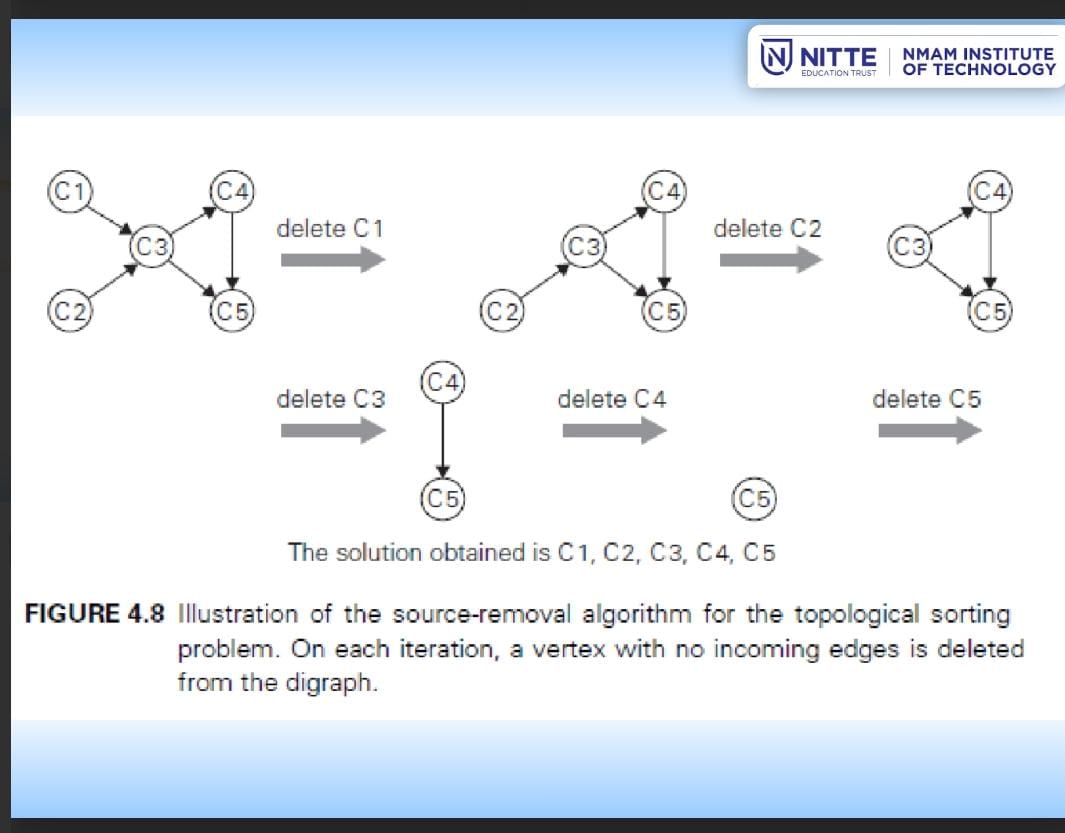 NITTE
EDUCATION TRUST
NMAM INSTITUTE
OF TECHNOLOGY
C1
C4
C3
C2
C5
delete C1
C4
C3
C2
C5
delete C2
C4
C3
C5
delete C3
C4
C5
delete C4
C5
delete C5
The solution obtained is C1, C2, C3, C4, C5
FIGURE 4.8 Illustration of the source-removal algorithm for the topological sorting
problem. On each iteration, a vertex with no incoming edges is deleted
from the digraph.